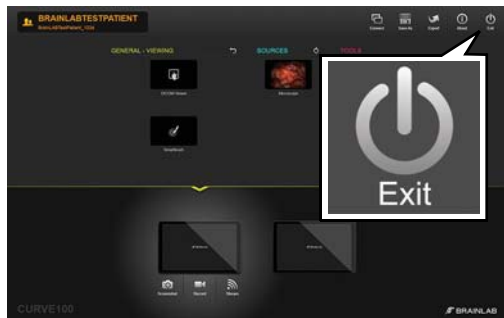 BRAINLABTESTPATIENT
BrainLABTestPatient_1234
Save As
Export
About
Exit
GENERAL - VIEWING
SOURCES
TOOLS
DICOM Viewer
Microscope
SmartBrush
Exit
Screenshot
Record
Stream
CURVE100
BRAINLAB